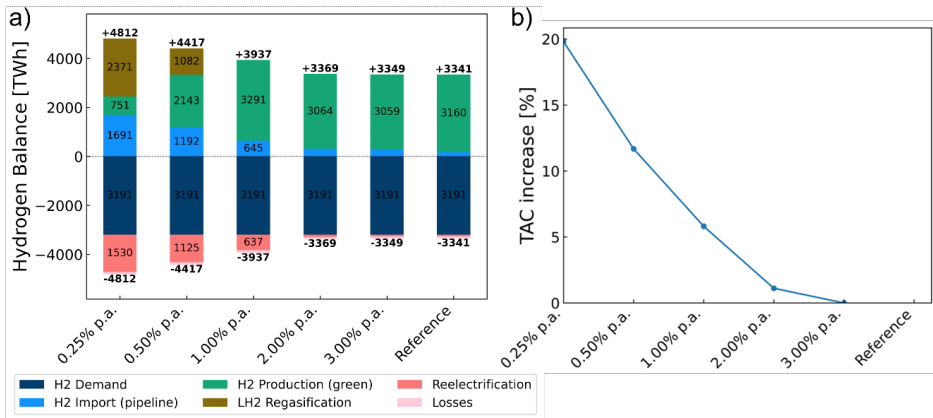 a)
Hydrogen Balance [TWh]
4000
2000
0
−2000
−4000
+4812
2371
751
1691
3191
1530
-4812
+4417
1082
2143
1192
3191
1125
-4417
+3937
3291
645
3191
637
-3937
+3369
3064
3191
-3369
+3349
3059
3191
-3349
+3341
3160
3191
-3341
0.25% p.a.
0.50% p.a.
1.00% p.a.
2.00% p.a.
3.00% p.a.
Reference
H2 Demand
H2 Import (pipeline)
H2 Production (green)
LH2 Regasification
Reelectrification
Losses
b)
TAC increase [%]
20
15
10
5
0
0.25% p.a.
0.50% p.a.
1.00% p.a.
2.00% p.a.
3.00% p.a.
Reference